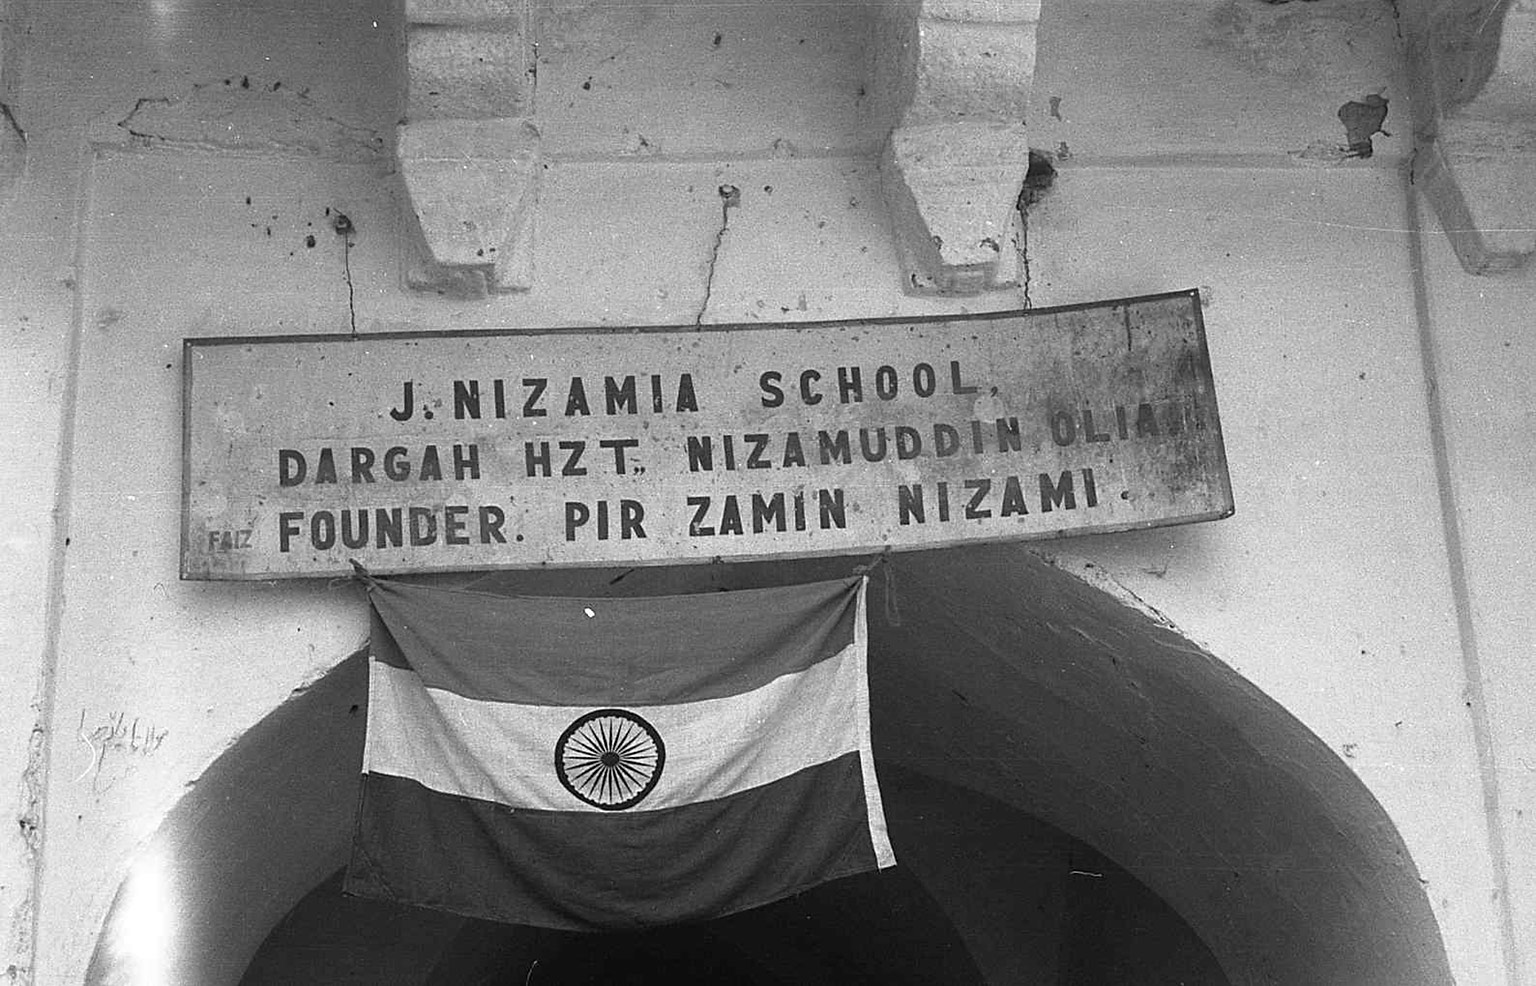 J. NIZAMIA SCHOOL,
DARGAH HZT,, NIZAMUDDIN OLIA.
FOUNDER. PIR ZAMIN NIZAMI.
FAIZ